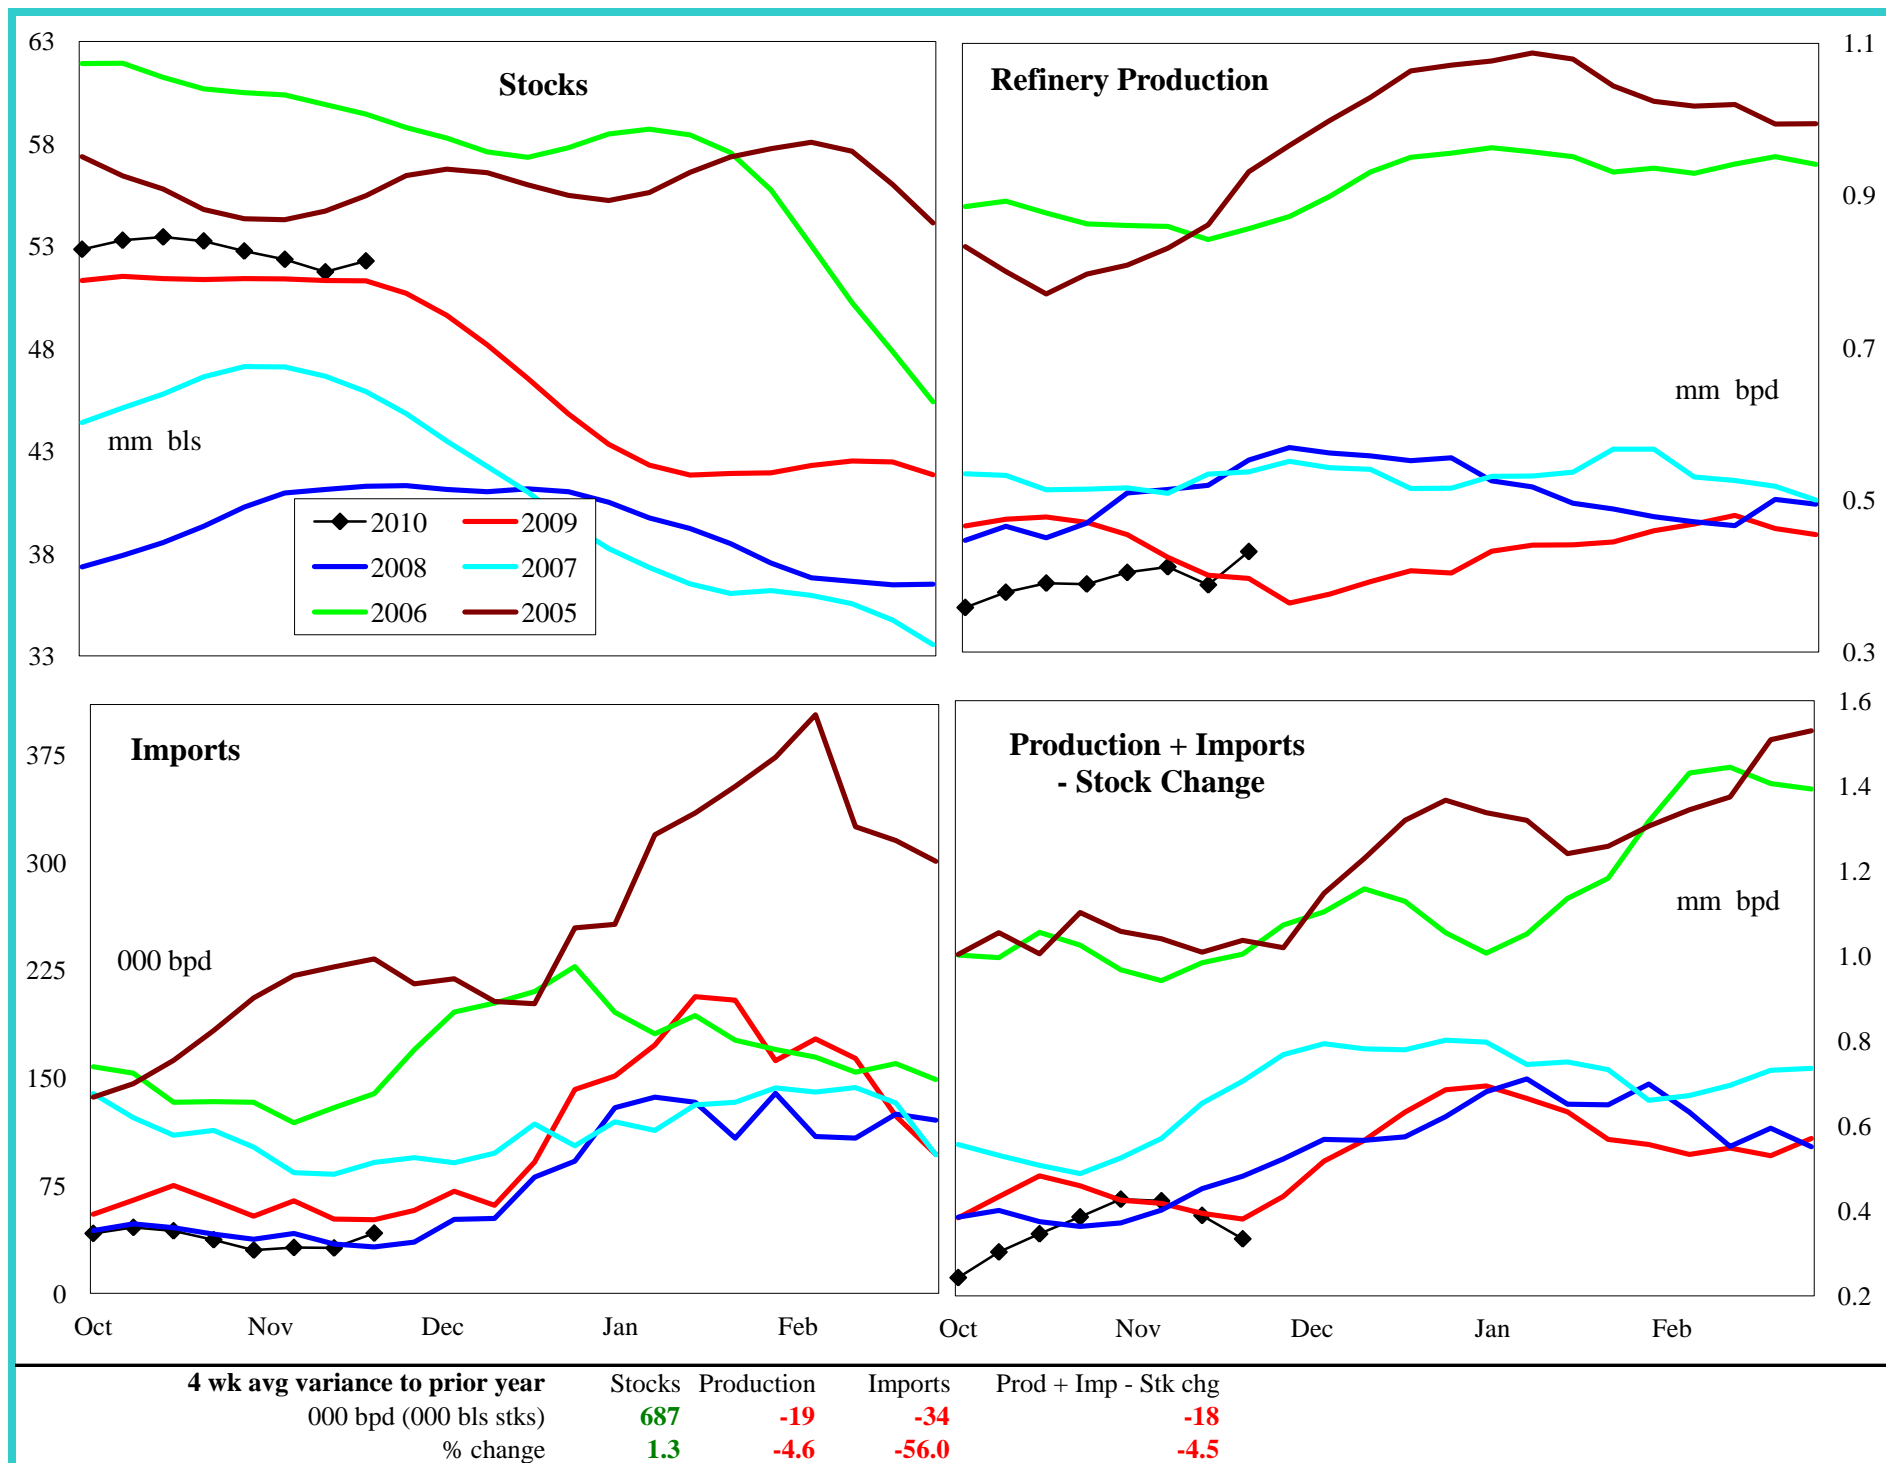 Stocks
63
58
53
48
43
38
33
mm bls
2010
2009
2008
2007
2006
2005
Refinery Production
1.1
0.9
0.7
0.5
0.3
mm bpd
Imports
375
300
225
150
75
0
000 bpd
Oct Nov Dec Jan Feb
Production + Imports
- Stock Change
1.6
1.4
1.2
1.0
0.8
0.6
0.4
0.2
mm bpd
Oct Nov Dec Jan Feb
4 wk avg variance to prior year Stocks Production Imports Prod + Imp - Stk chg
000 bpd (000 bls stks) 687 -19 -34 -18
% change 1.3 -4.6 -56.0 -4.5